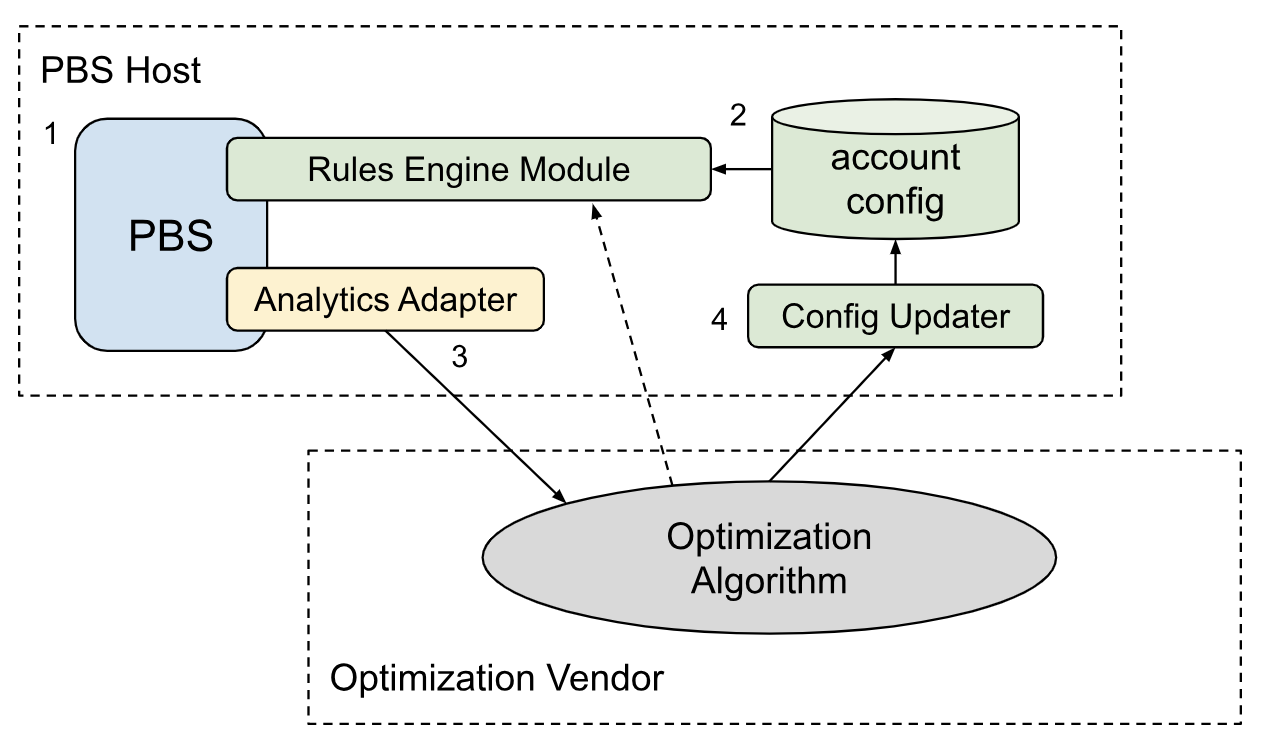 PBS Host
1
2
Rules Engine Module
account
config
PBS
Analytics Adapter
3
4
Config Updater
Optimization
Algorithm
Optimization Vendor